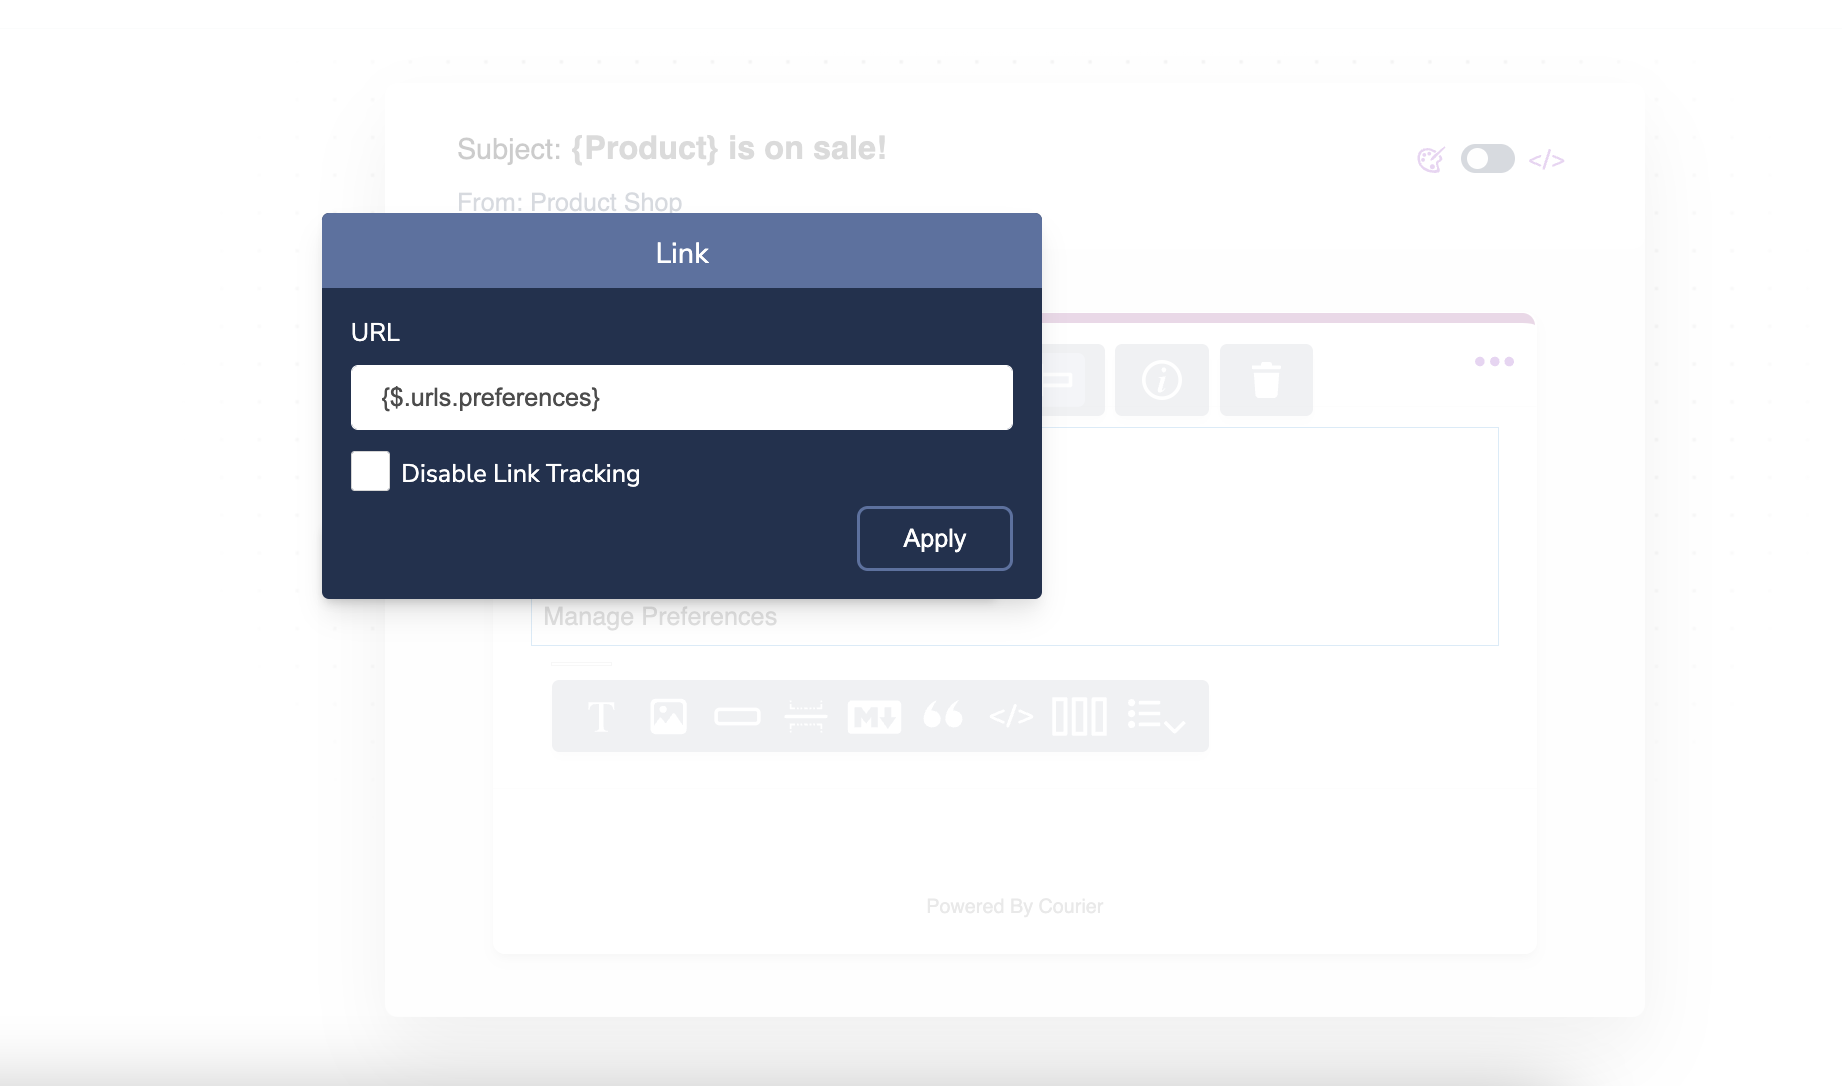 Subject: {Product} is on sale!
From: Product Shop
Link
URL
{$.urls.preferences}
Disable Link Tracking
Apply
Manage Preferences
Powered By Courier